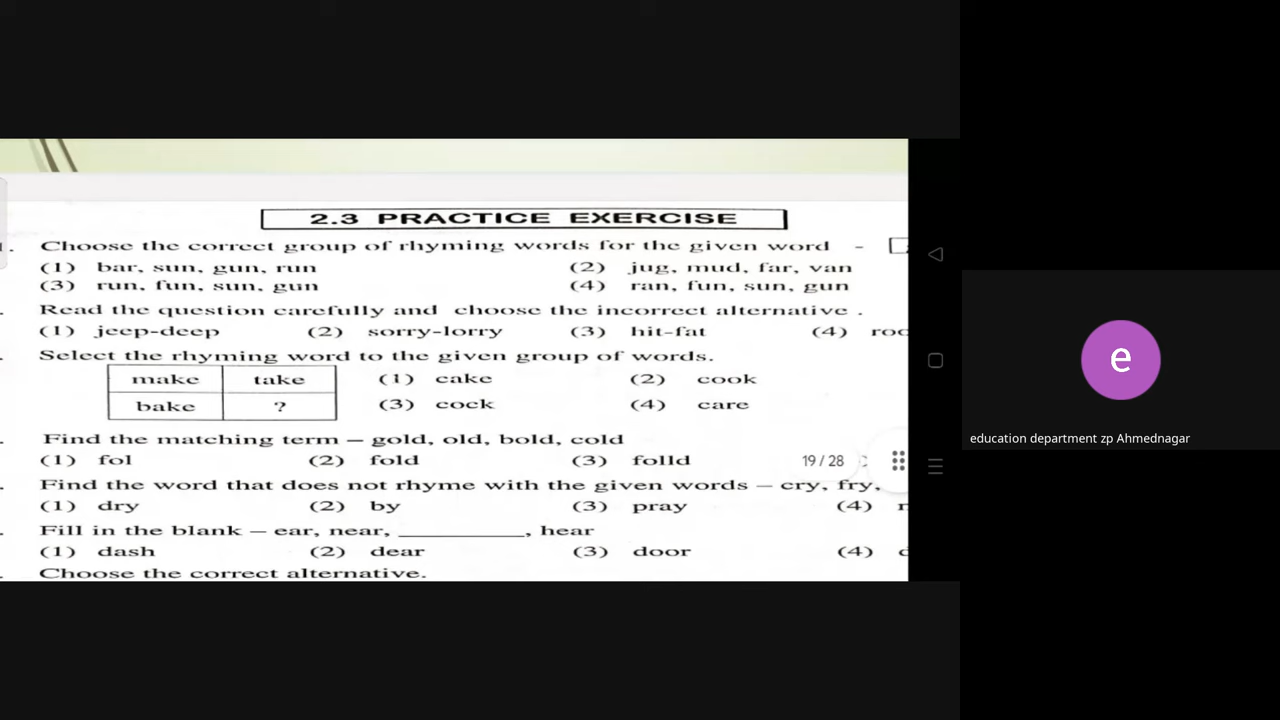 2.3 PRACTICE EXERCISE
Choose the correct group of rhyming words for the given word -
(1) bar, sun, gun, run (2) jug, mud, far, van
(3) run, fun, sun, gun (4) ran, fun, sun, gun
Read the question carefully and choose the incorrect alternative .
(1) jeep-deep (2) sorry-lorry (3) hit-fat (4)
Select the rhyming word to the given group of words.
make take (1) cake (2) cook
bake ? (3) cock (4) care
Find the matching term – gold, old, bold, cold
(1) fol (2) fold (3) folld 19 / 28
Find the word that does not rhyme with the given words – cry, fry,
(1) dry (2) by (3) pray (4)
Fill in the blank – ear, near, __________, hear
(1) dash (2) dear (3) door (4)
Choose the correct alternative.
e
education department zp Ahmednagar